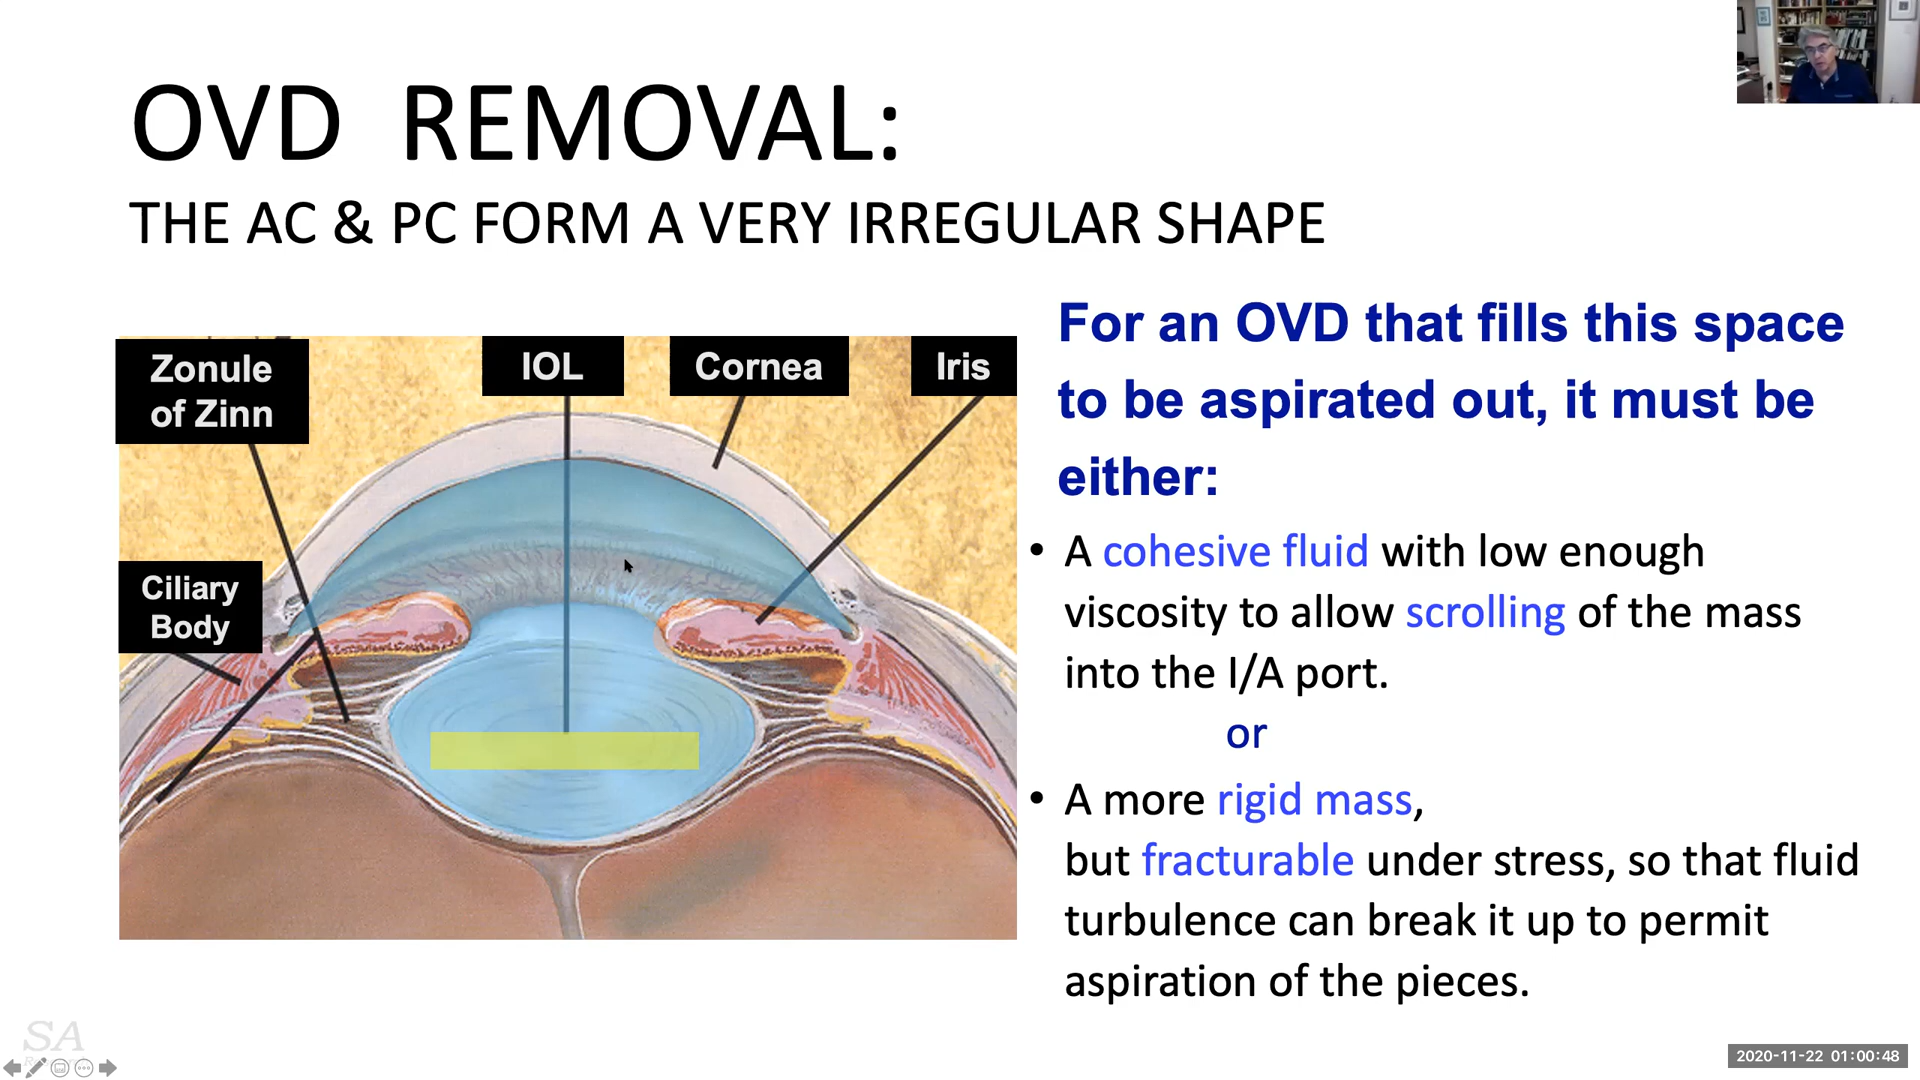 OVD REMOVAL:
THE AC & PC FORM A VERY IRREGULAR SHAPE
Zonule
of Zinn
IOL
Cornea
Iris
Ciliary
Body
For an OVD that fills this space
to be aspirated out, it must be
either:
• A cohesive fluid with low enough
viscosity to allow scrolling of the mass
into the I/A port.
or
• A more rigid mass,
but fracturable under stress, so that fluid
turbulence can break it up to permit
aspiration of the pieces.
SA
2020-11-22 01:00:48